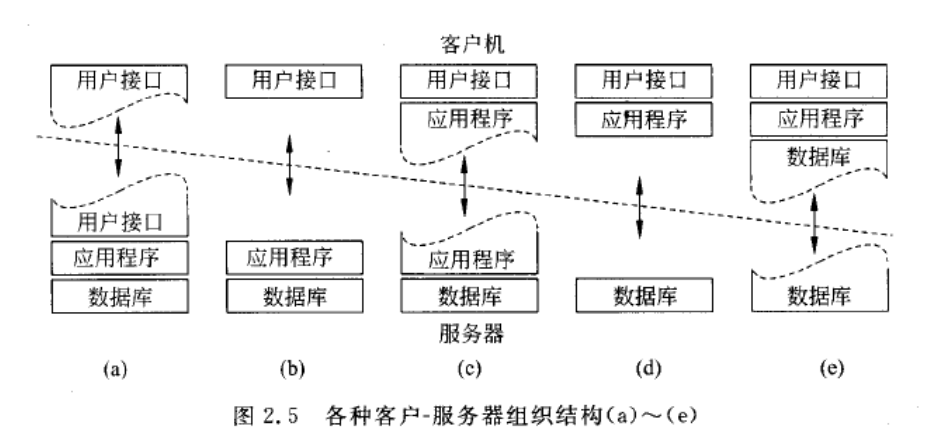 客户机
用户接口 用户接口 用户接口 用户接口 用户接口
应用程序 应用程序 应用程序
数据库
用户接口
应用程序 应用程序 应用程序
数据库 数据库 数据库 数据库 数据库
服务器
(a) (b) (c) (d) (e)
图 2.5 各种客户-服务器组织结构(a)～(e)